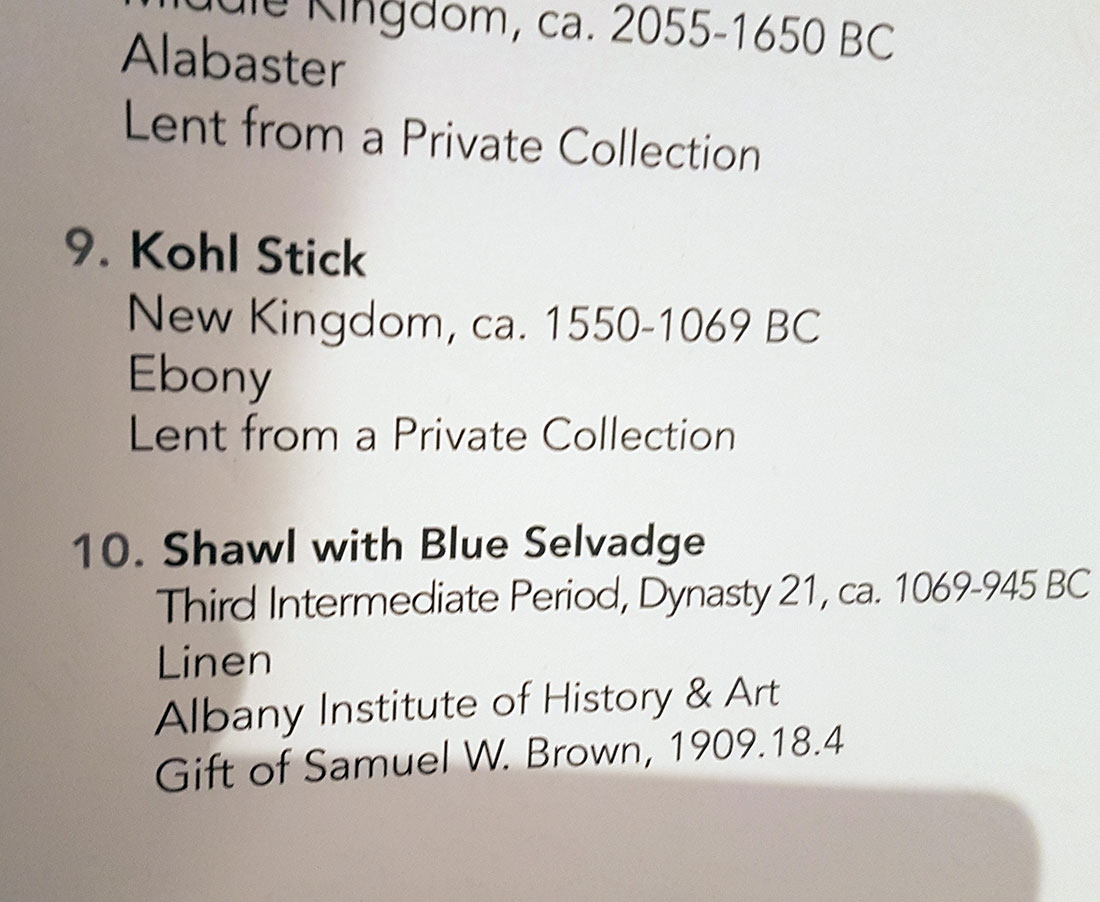 Middle Kingdom, ca. 2055-1650 BC
Alabaster
Lent from a Private Collection
9. Kohl Stick
New Kingdom, ca. 1550-1069 BC
Ebony
Lent from a Private Collection
10. Shawl with Blue Selvadge
Third Intermediate Period, Dynasty 21, ca. 1069-945 BC
Linen
Albany Institute of History & Art
Gift of Samuel W. Brown, 1909.18.4